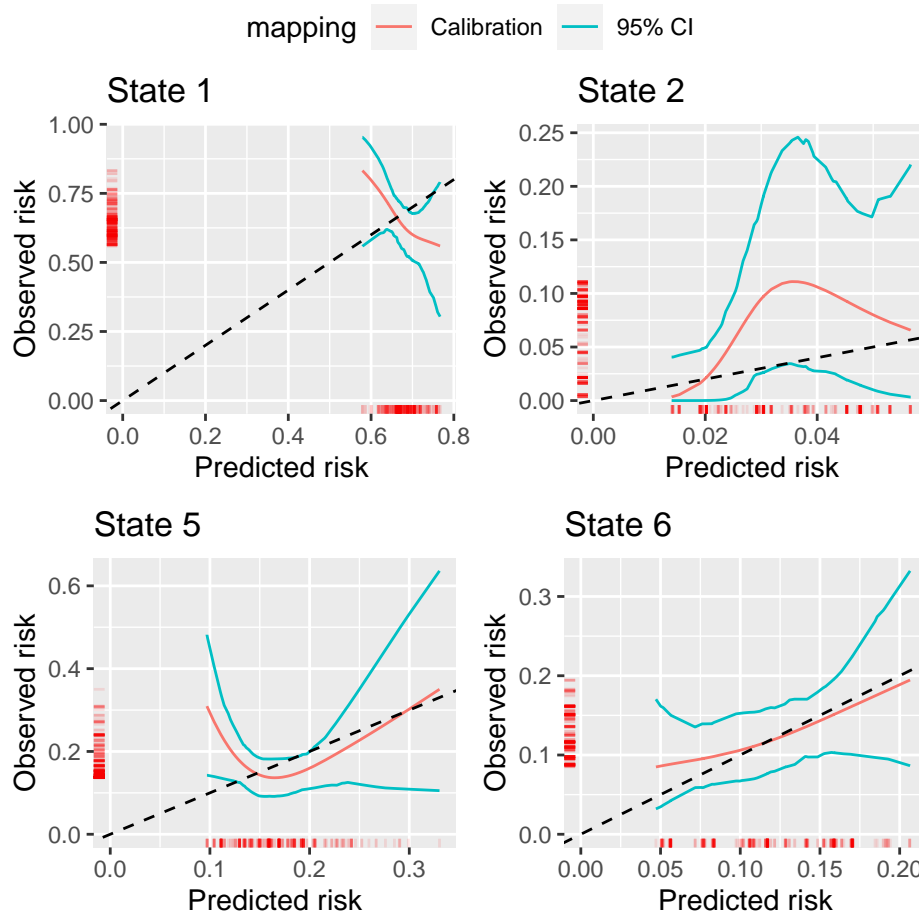 mapping Calibration 95% CI
State 1
State 2
1.00
0.75
0.50
0.25
0.00
Observed risk
0.0 0.2 0.4 0.6 0.8
Predicted risk
0.25
0.20
0.15
0.10
0.05
0.00
Observed risk
0.00 0.02 0.04
Predicted risk
State 5
State 6
0.6
0.4
0.2
0.0
Observed risk
0.0 0.1 0.2 0.3
Predicted risk
0.3
0.2
0.1
0.0
Observed risk
0.00 0.05 0.10 0.15 0.20
Predicted risk